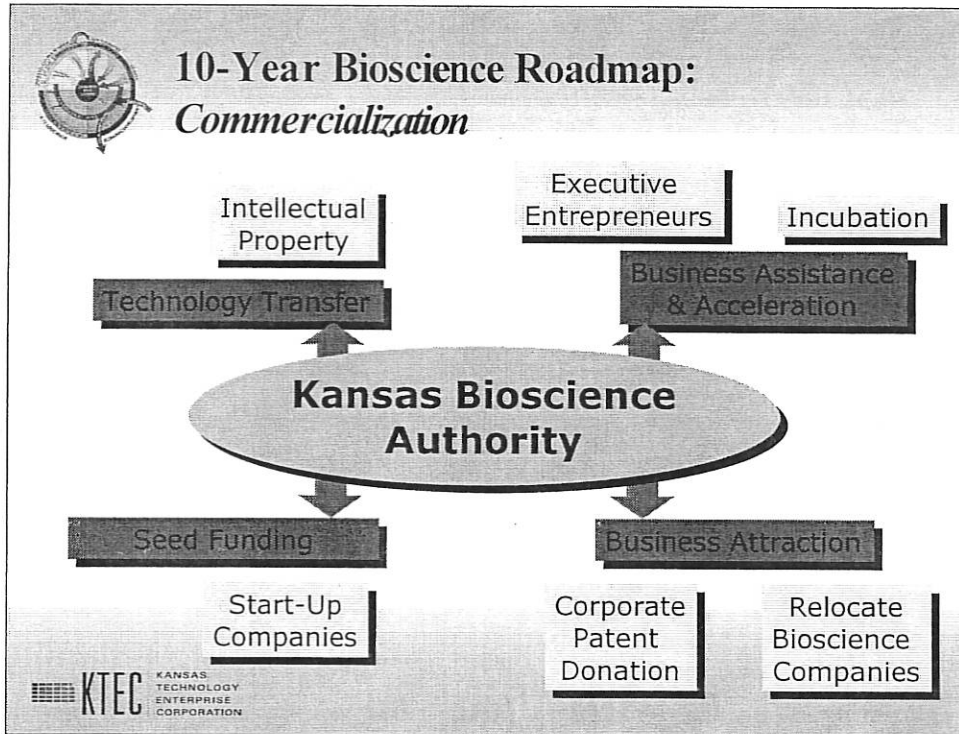 10-Year Bioscience Roadmap:
Commercialization
Intellectual
Property
Technology Transfer
Executive
Entrepreneurs
Incubation
Business Assistance
& Acceleration
Kansas Bioscience
Authority
Seed Funding
Start-Up
Companies
Business Attraction
Corporate
Patent
Donation
Relocate
Bioscience
Companies
KTEC
KANSAS
TECHNOLOGY
ENTERPRISE
CORPORATION